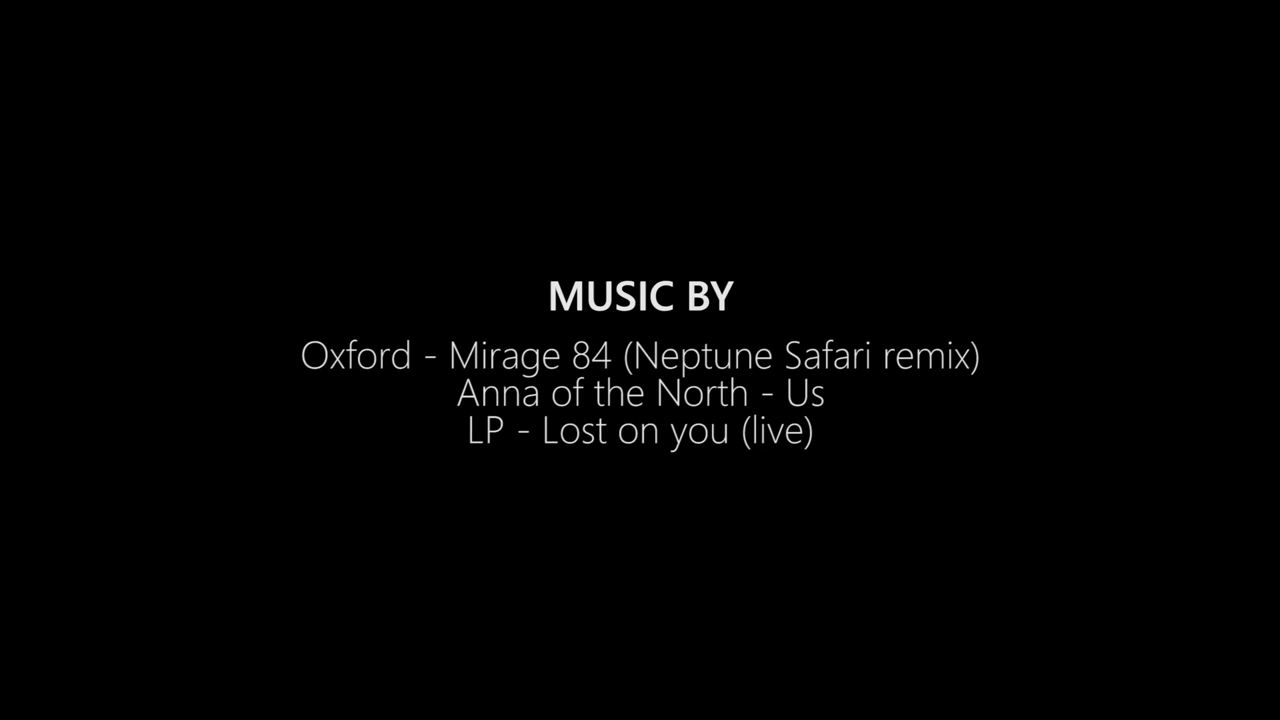 MUSIC BY
Oxford - Mirage 84 (Neptune Safari remix)
Anna of the North - Us
LP - Lost on you (live)